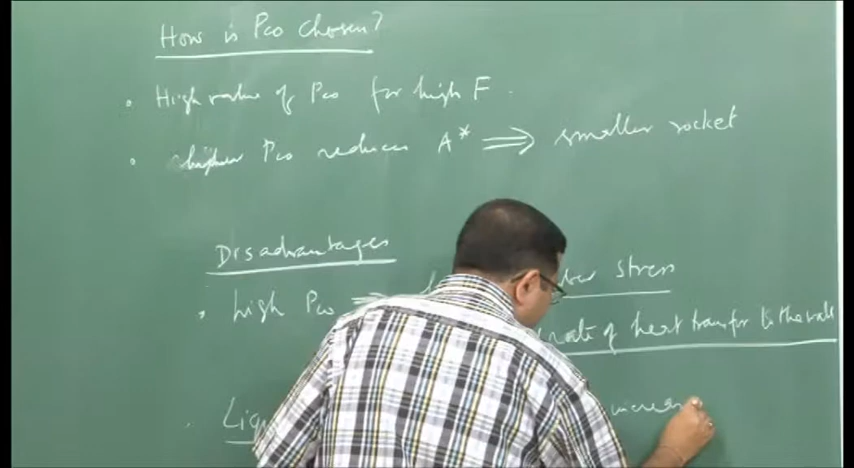 How is Pco chosen?
• High value of Pco for high F
• higher Pco reduces A* ⇒ smaller rocket
Disadvantages
• high Pco stress
rate of heat transfer to the wall